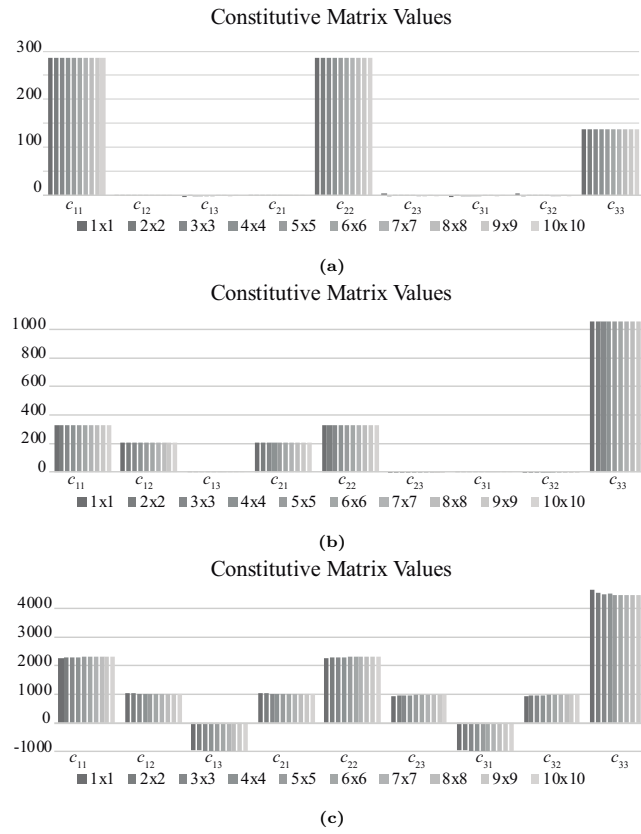 Constitutive Matrix Values
300
100
0
c11 c12 c13 c21 c22 c23 c31 c32 c33
1x1 2x2 3x3 4x4 5x5 6x6 7x7 8x8 9x9 10x10
(a)
Constitutive Matrix Values
1000
800
600
400
200
0
c11 c12 c13 c21 c22 c23 c31 c32 c33
1x1 2x2 3x3 4x4 5x5 6x6 7x7 8x8 9x9 10x10
(b)
Constitutive Matrix Values
4000
3000
2000
1000
0
-1000
c11 c12 c13 c21 c22 c23 c31 c32 c33
1x1 2x2 3x3 4x4 5x5 6x6 7x7 8x8 9x9 10x10
(c)